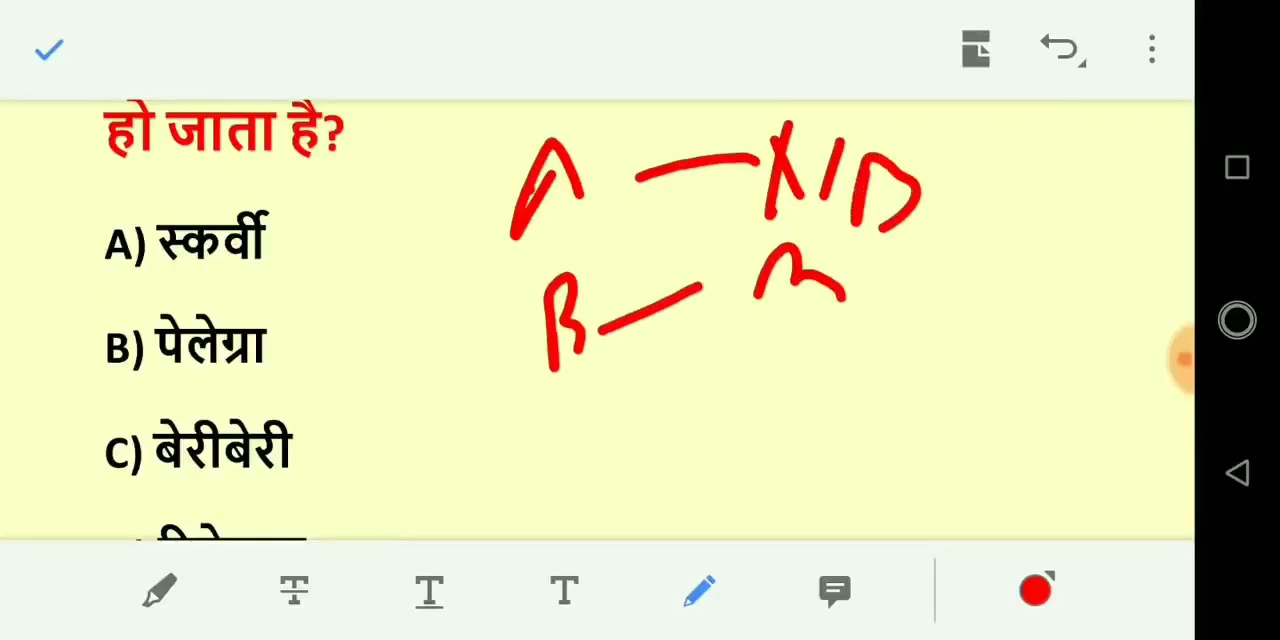 हो जाता है?
A) स्कर्वी
B) पेलेग्रा
C) बेरीबेरी
A — X/D
B —